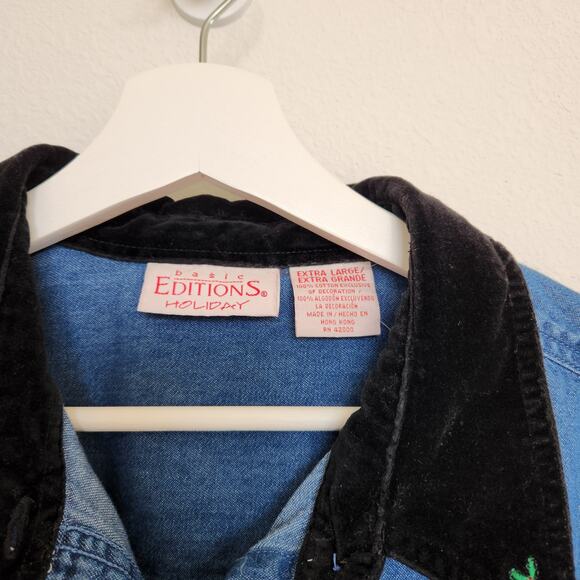 basic
EDITIONS®
HOLIDAY
EXTRA LARGE/
EXTRA GRANDE
100% COTTON EXCLUSIVE
OF DECORATION /
100% ALGODON EXCLUYENDO
LA DECORACIÓN
MADE IN / HECHO EN
HONG KONG
RN 42000